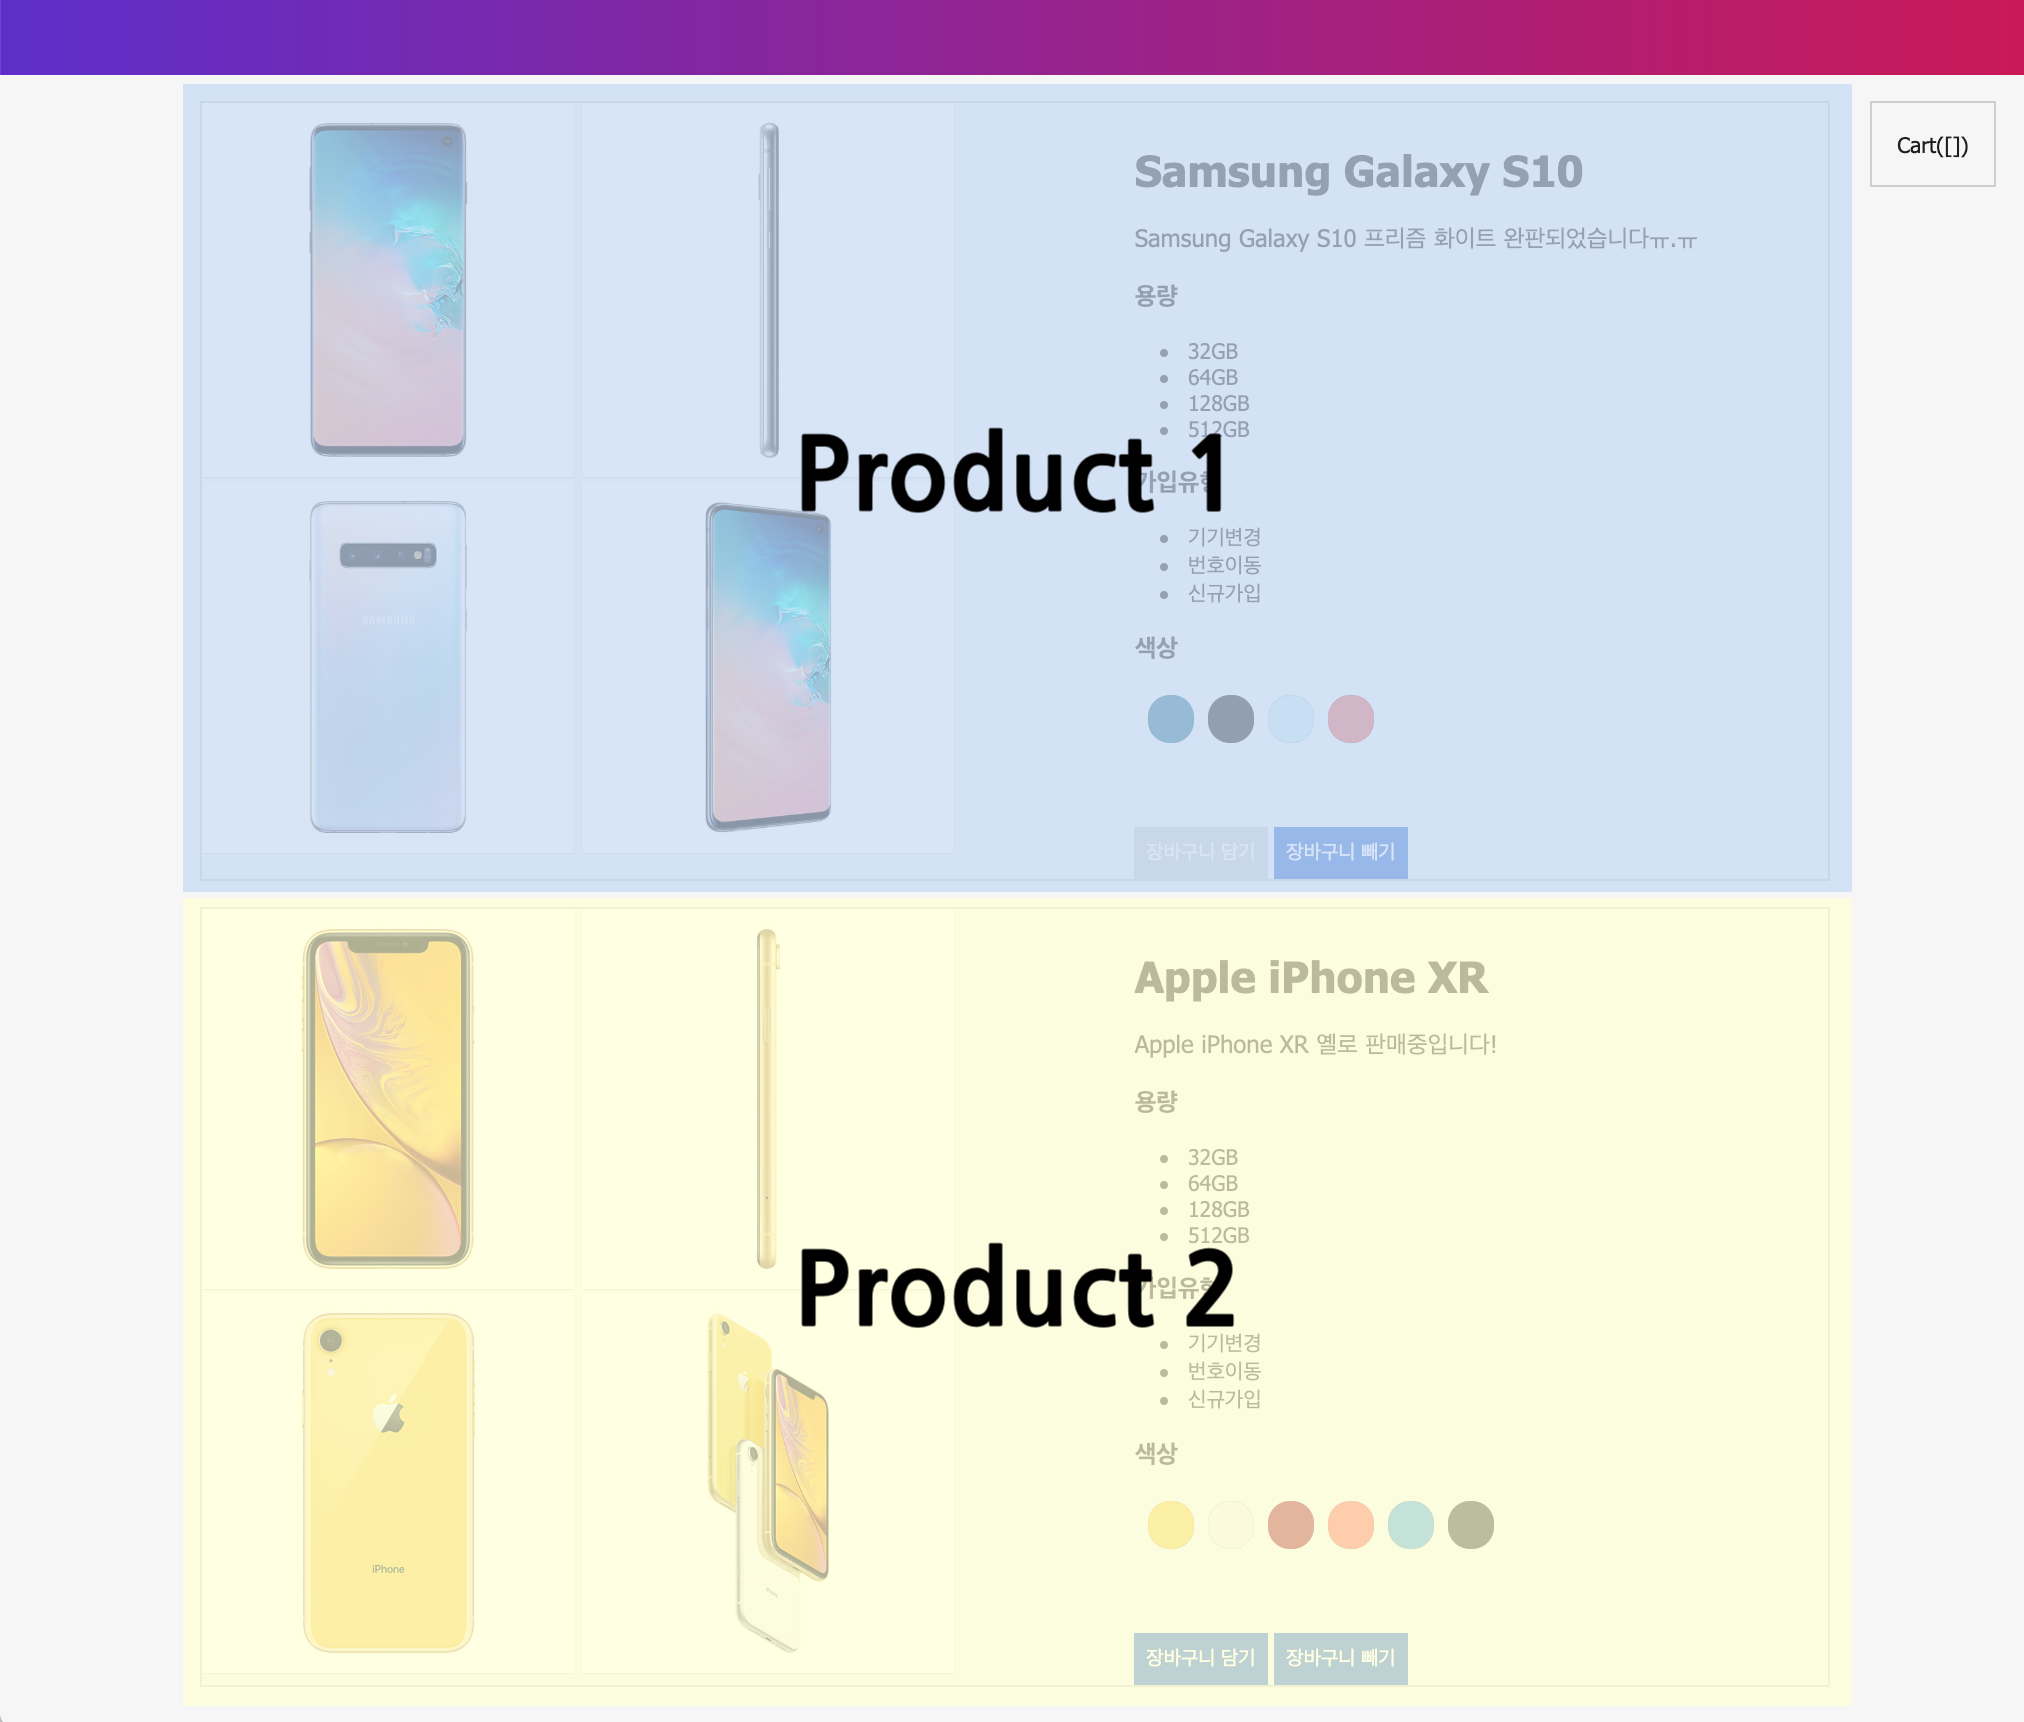 Cart([])
Samsung Galaxy S10
Samsung Galaxy S10 프리즘 화이트 완판되었습니다ㅠ.ㅠ
용량
32GB
64GB
128GB
512GB
Product 1
가입유형
기기변경
번호이동
신규가입
SAMSUNG
색상
장바구니 담기
장바구니 빼기
Apple iPhone XR
Apple iPhone XR 옐로 판매중입니다!
용량
32GB
64GB
128GB
512GB
Product 2
가입유형
기기변경
번호이동
신규가입
색상
iPhone
장바구니 담기
장바구니 빼기